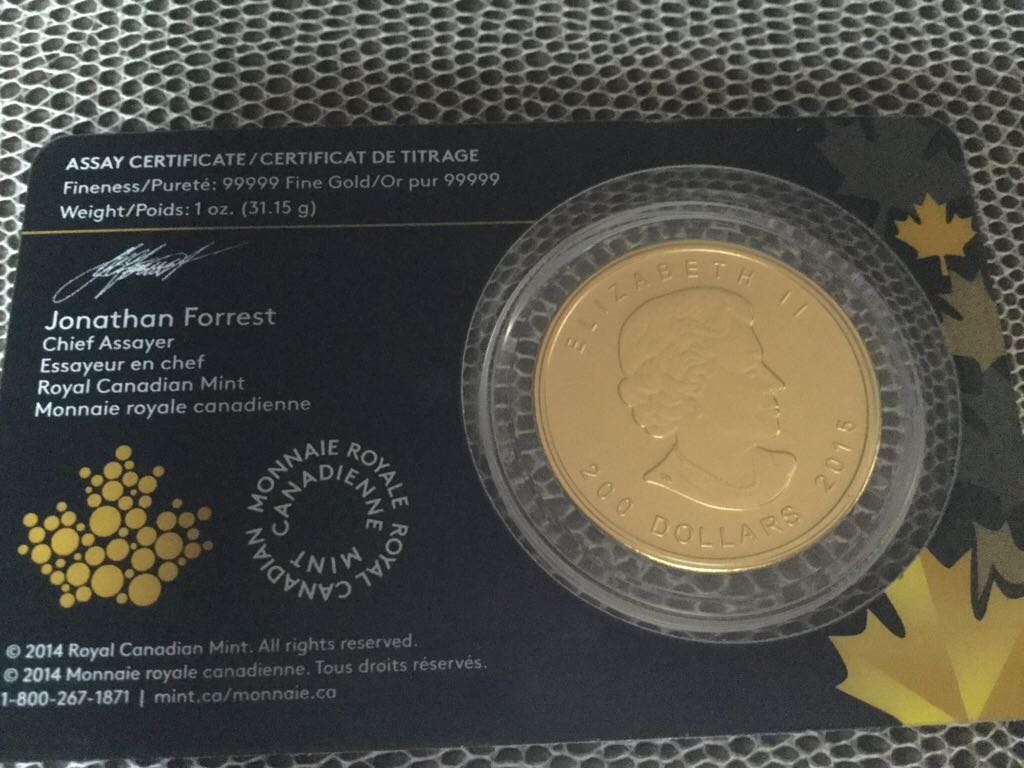 ASSAY CERTIFICATE/CERTIFICAT DE TITRAGE
Fineness/Pureté: 99999 Fine Gold/Or pur 99999
Weight/Poids: 1 oz. (31.15 g)
Jonathan Forrest
Chief Assayer
Essayeur en chef
Royal Canadian Mint
Monnaie royale canadienne
MONNAIE ROYALE CANADIENNE
ROYAL CANADIAN MINT
© 2014 Royal Canadian Mint. All rights reserved.
© 2014 Monnaie royale canadienne. Tous droits réservés.
1-800-267-1871 | mint.ca/monnaie.ca
ELIZABETH II
200 DOLLARS 2015